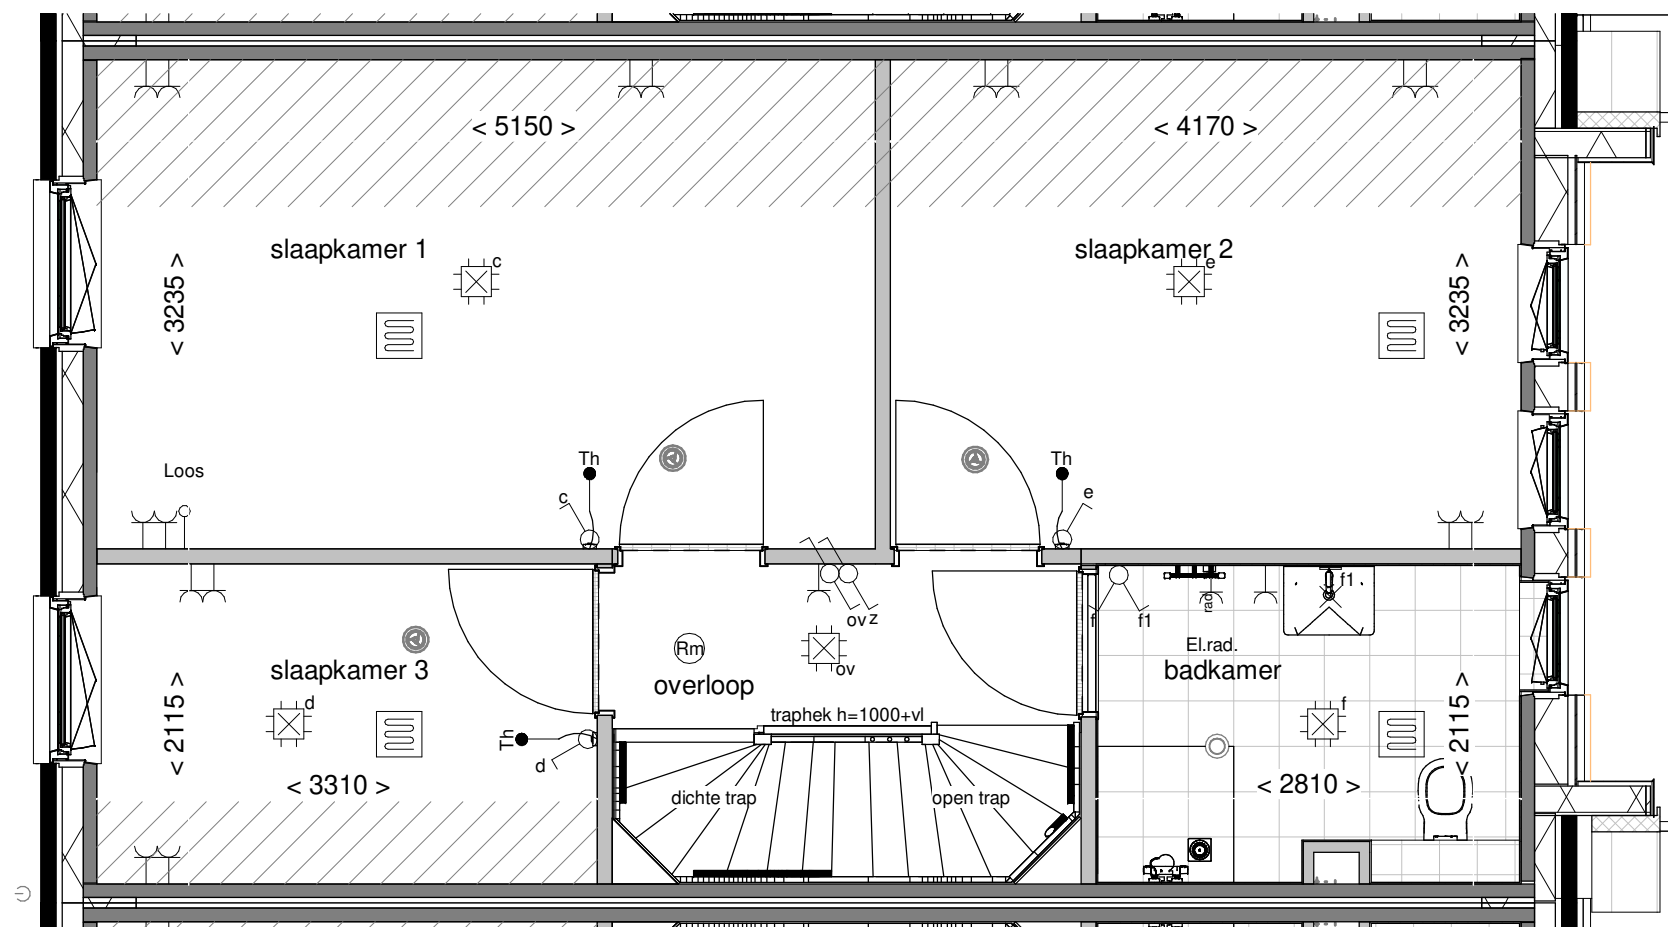 < 5150 >
< 4170 >
slaapkamer 1
slaapkamer 2
c
e
< 3235 >
< 3235 >
Loos
Th
Th
c
e
ov
z
f
f1
f1
rad
El.rad.
badkamer
slaapkamer 3
Rm
overloop
ov
d
f
traphek h=1000+vl
< 2115 >
< 2115 >
Th
d
< 3310 >
dichte trap
open trap
< 2810 >